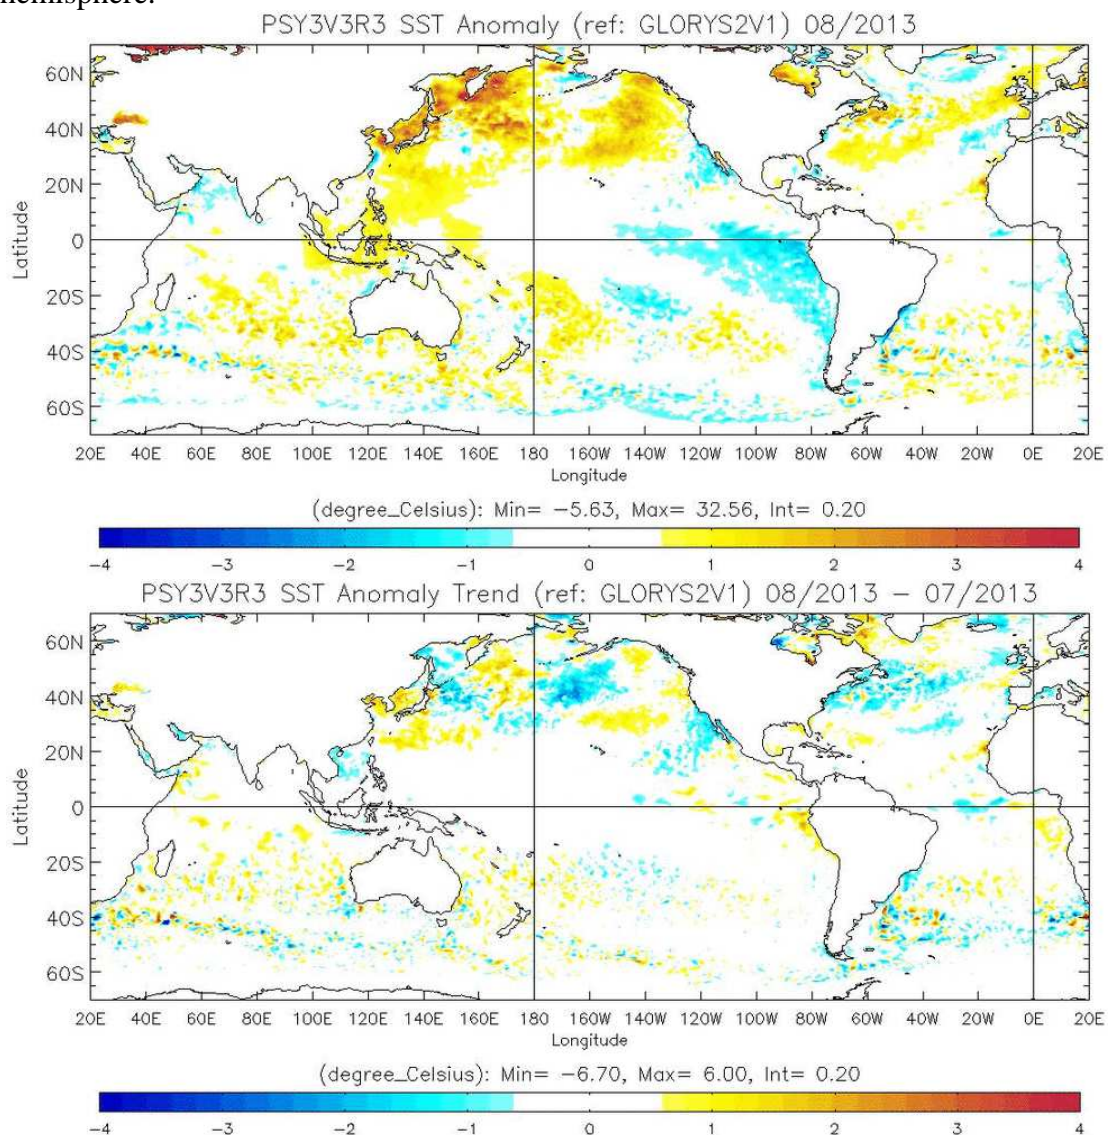 hemisphere.
PSY3V3R3 SST Anomaly (ref: GLORYS2V1) 08/2013
60N
40N
20N
0
20S
40S
60S
Latitude
20E 40E 60E 80E 100E 120E 140E 160E 180 160W 140W 120W 100W 80W 60W 40W 20W 0E 20E
Longitude
(degree_Celsius): Min= -5.63, Max= 32.56, Int= 0.20
-4 -3 -2 -1 0 1 2 3 4
PSY3V3R3 SST Anomaly Trend (ref: GLORYS2V1) 08/2013 - 07/2013
60N
40N
20N
0
20S
40S
60S
Latitude
20E 40E 60E 80E 100E 120E 140E 160E 180 160W 140W 120W 100W 80W 60W 40W 20W 0E 20E
Longitude
(degree_Celsius): Min= -6.70, Max= 6.00, Int= 0.20
-4 -3 -2 -1 0 1 2 3 4